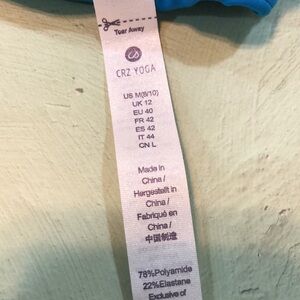 Tear Away
CRZ YOGA
US M(8/10)
UK 12
EU 40
FR 42
ES 42
IT 44
CN L
Made in
China /
Hergestellt in
China /
Fabriqué en
China /
中国制造
78%Polyamide
22%Elastane
Exclusive of